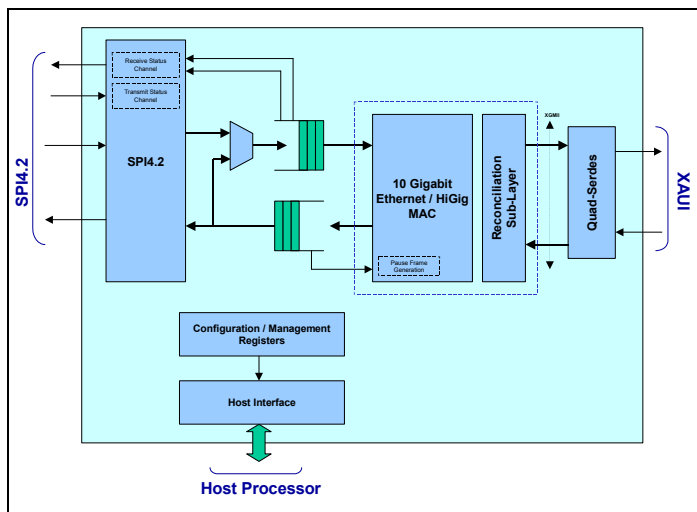 Receive Status
Channel
Transmit Status
Channel
SPI4.2
SPI4.2
10 Gigabit
Ethernet / HiGig
MAC
Pause Frame
Generation
Reconciliation
Sub-Layer
XGMII
Quad-Serdes
XAUI
Configuration / Management
Registers
Host Interface
Host Processor